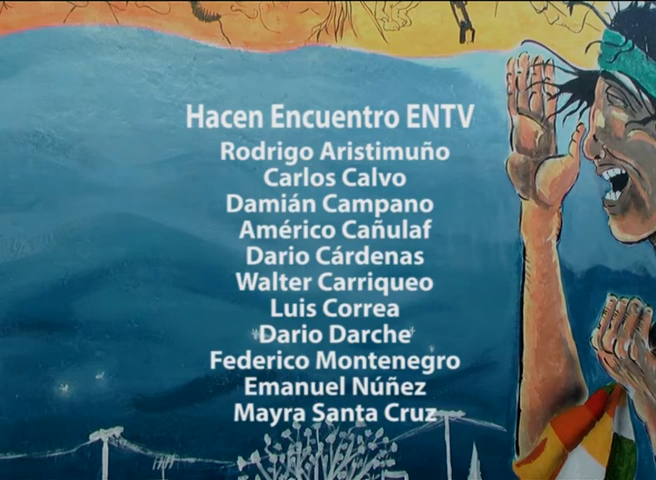 Hacen Encuentro ENTV
Rodrigo Aristimuño
Carlos Calvo
Damián Campano
Américo Cañulaf
Dario Cárdenas
Walter Carriqueo
Luis Correa
Dario Darche
Federico Montenegro
Emanuel Núñez
Mayra Santa Cruz